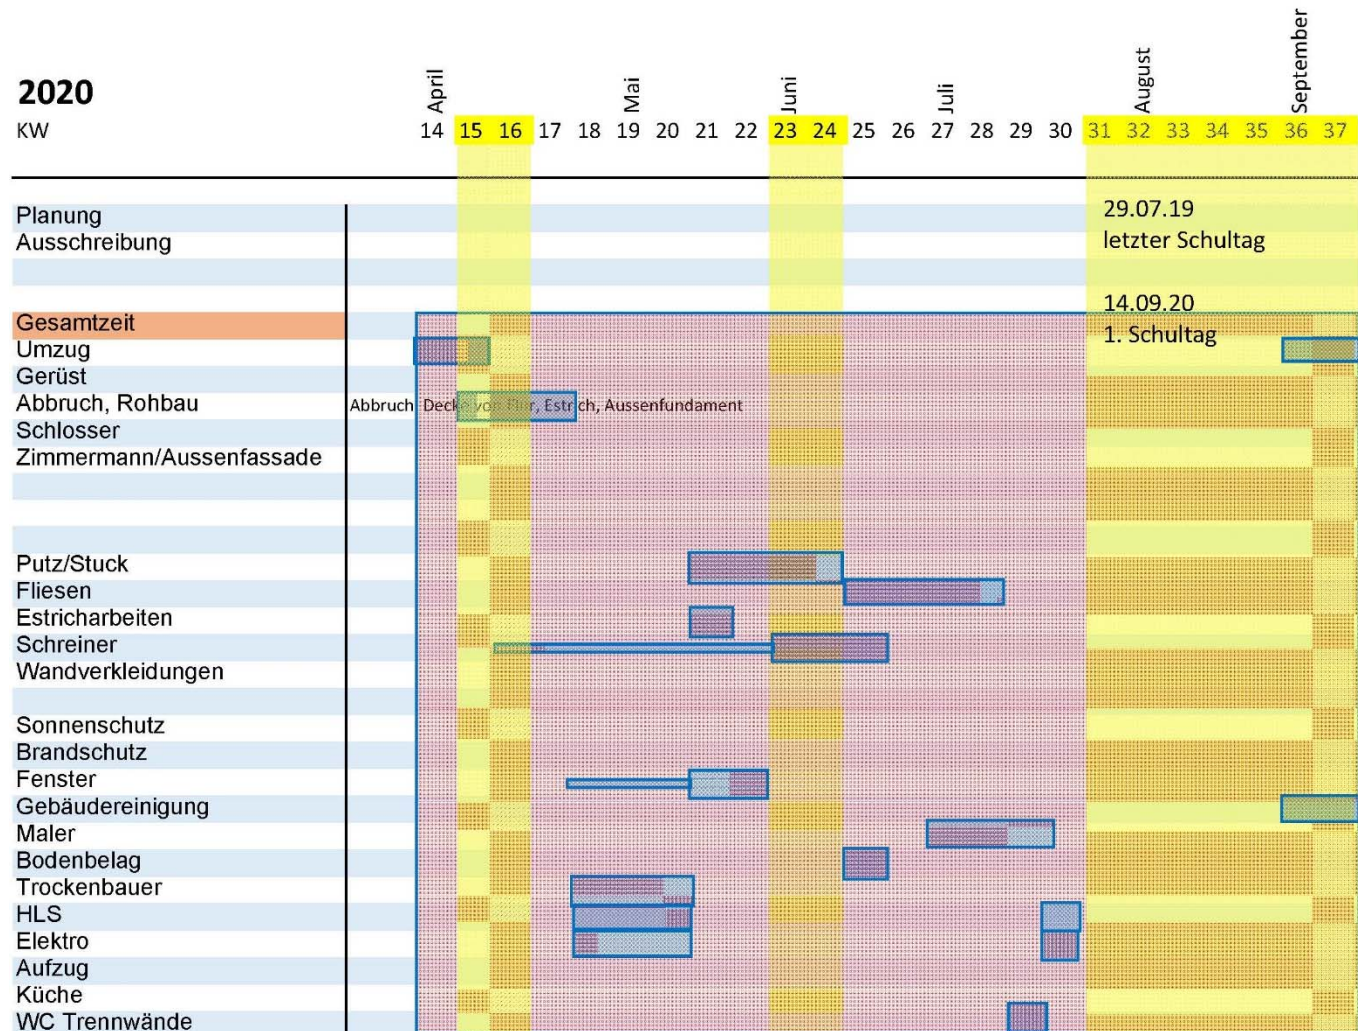 April Mai Juni Juli August September
2020
KW 14 15 16 17 18 19 20 21 22 23 24 25 26 27 28 29 30 31 32 33 34 35 36 37
Planung 29.07.19
Ausschreibung letzter Schultag
14.09.20
Gesamtzeit 1. Schultag
Umzug
Gerüst
Abbruch, Rohbau Abbruch Decke von Flur, Estrich, Aussenfundament
Schlosser
Zimmermann/Aussenfassade
Putz/Stuck
Fliesen
Estricharbeiten
Schreiner
Wandverkleidungen
Sonnenschutz
Brandschutz
Fenster
Gebäudereinigung
Maler
Bodenbelag
Trockenbauer
HLS
Elektro
Aufzug
Küche
WC Trennwände